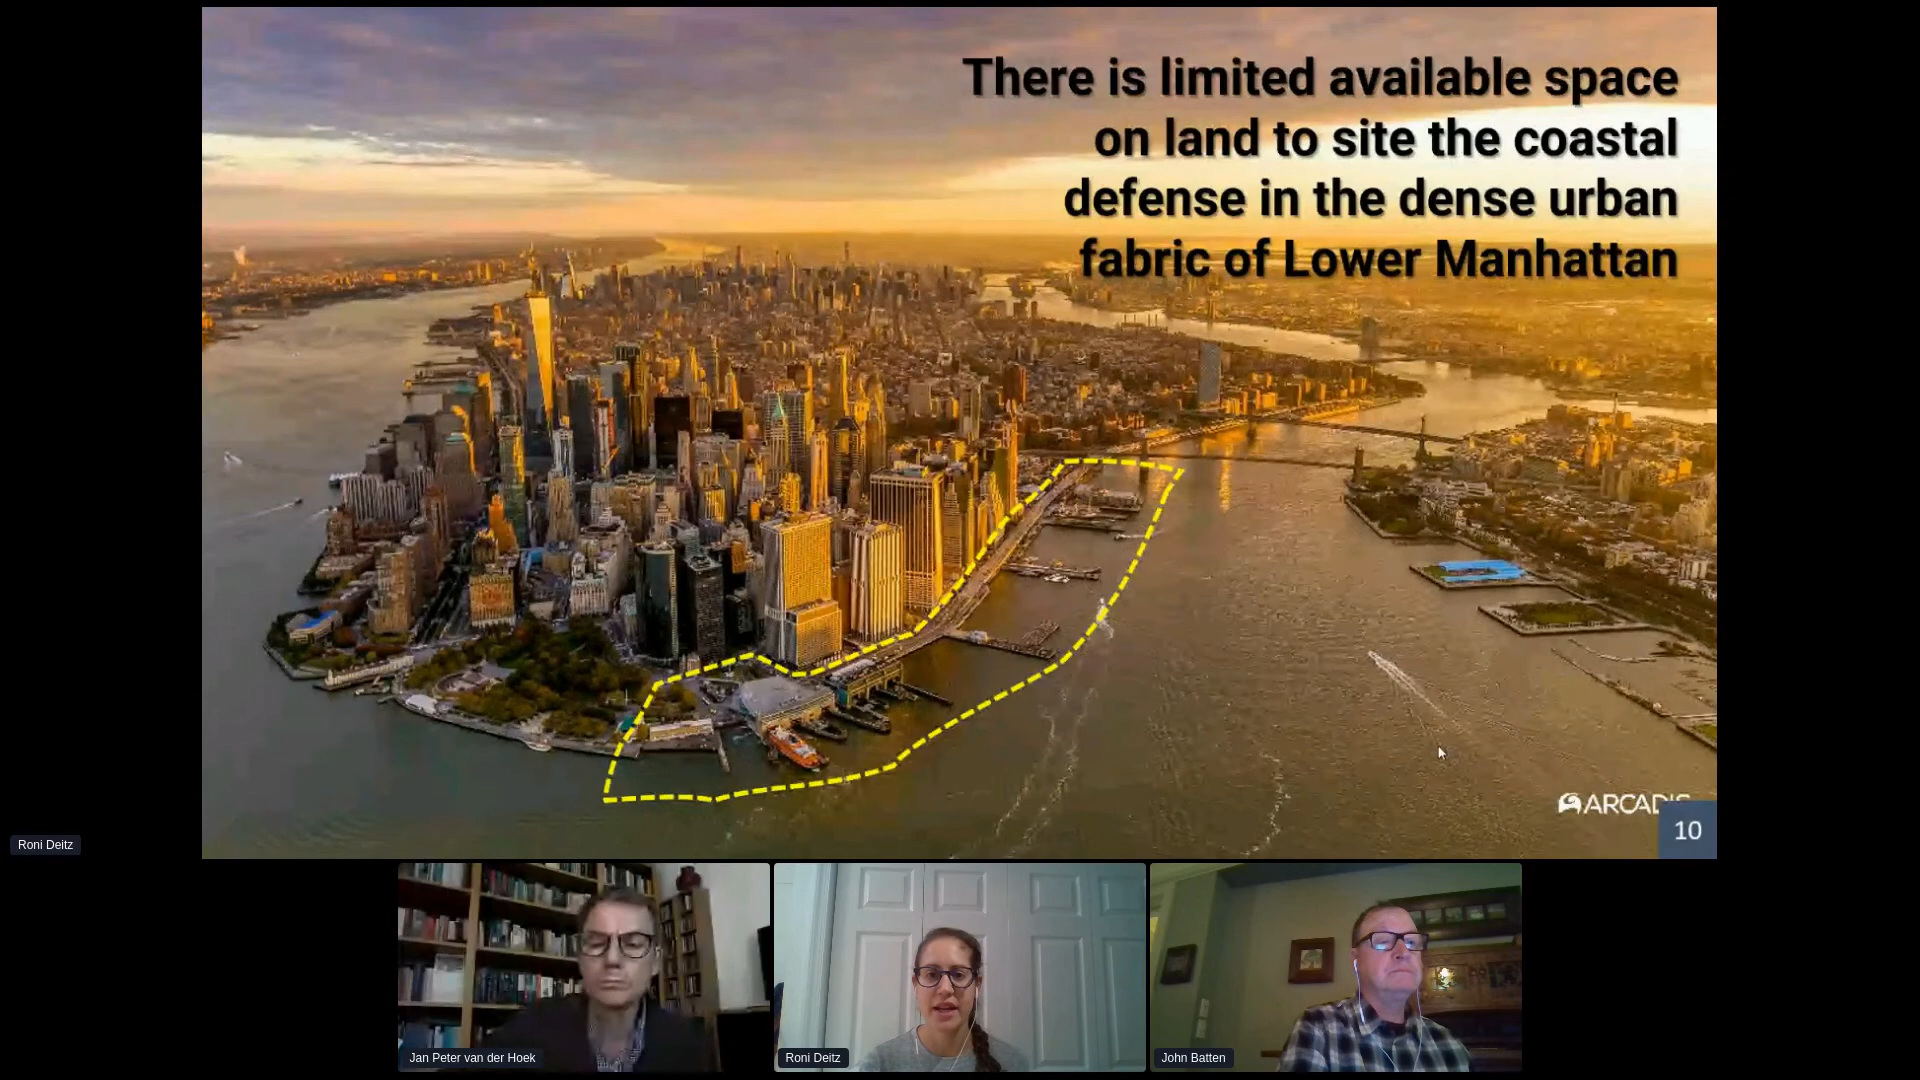 There is limited available space
on land to site the coastal
defense in the dense urban
fabric of Lower Manhattan
ARCADIS
10
Roni Deitz
Jan Peter van der Hoek
Roni Deitz
John Batten